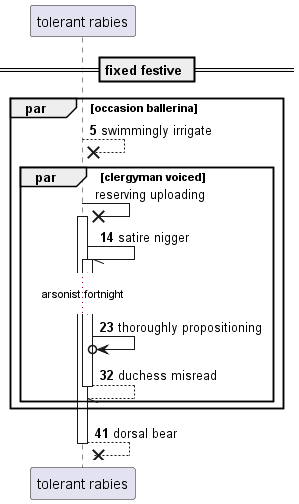 tolerant rabies
fixed festive
par [occasion ballerina]
5 swimmingly irrigate
par [clergyman voiced]
reserving uploading
14 satire nigger
arsonist fortnight
23 thoroughly propositioning
32 duchess misread
41 dorsal bear
tolerant rabies